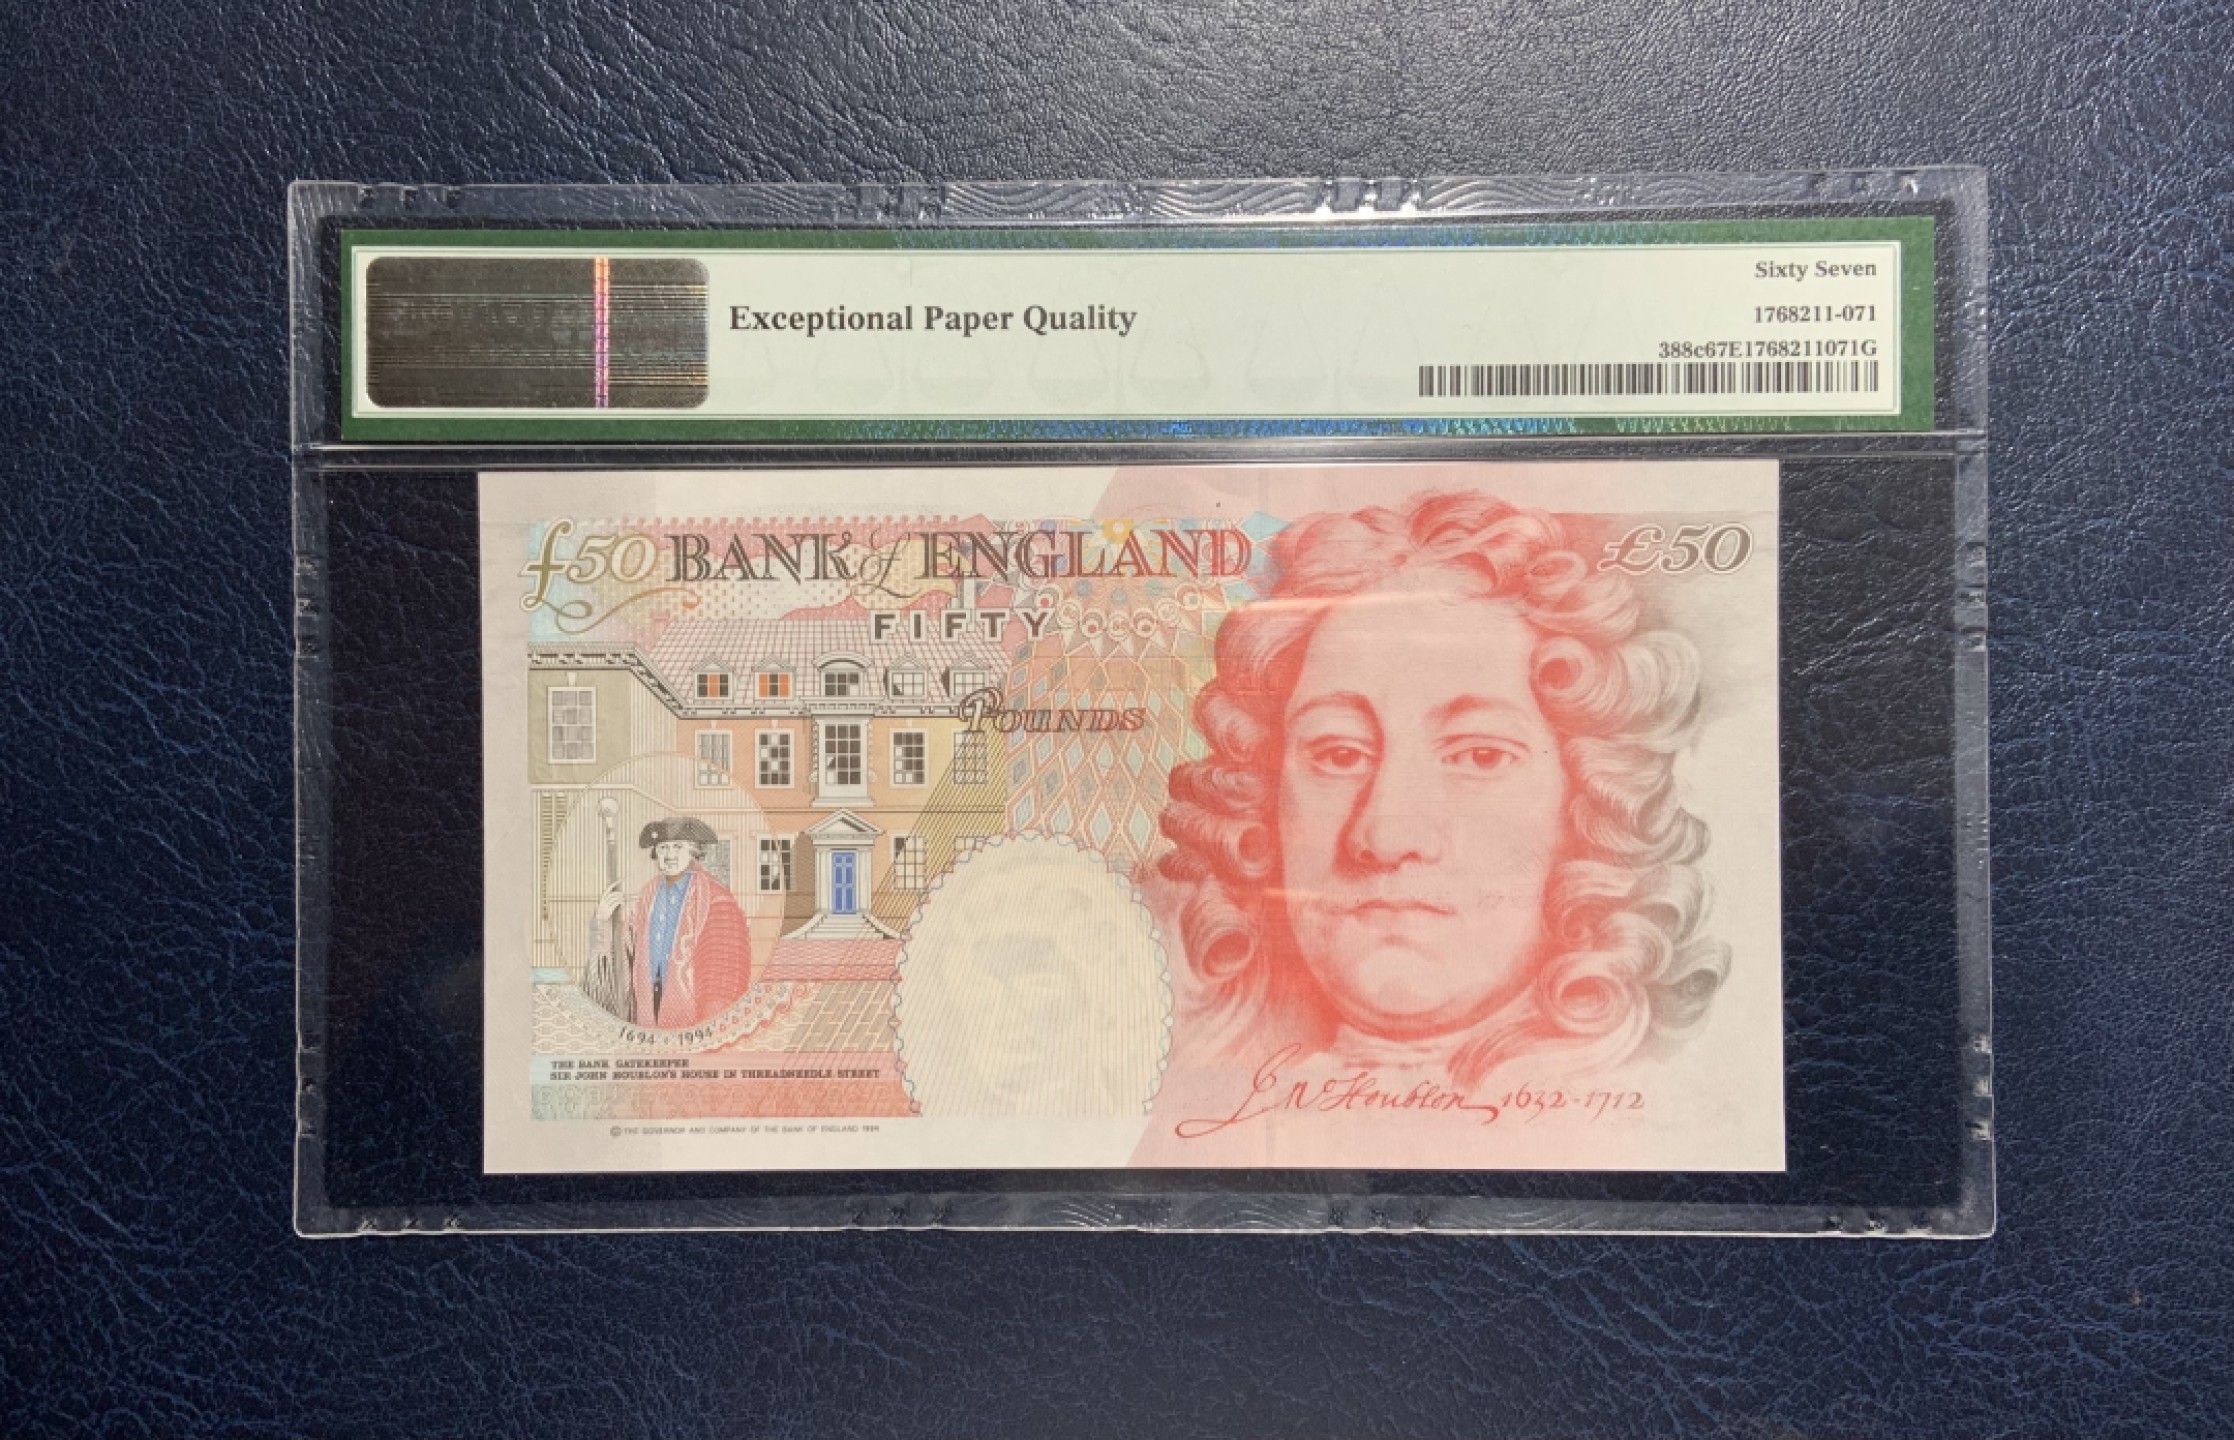 Sixty Seven
Exceptional Paper Quality
1768211-071
388c67E1768211071G
£50 BANK of ENGLAND £50
FIFTY
POUNDS
1694 • 1994
THE BANK GATEKEEPER
SIR JOHN HOUBLON'S HOUSE IN THREADNEEDLE STREET
© THE GOVERNOR AND COMPANY OF THE BANK OF ENGLAND 1994
Jno Houblon 1632-1712